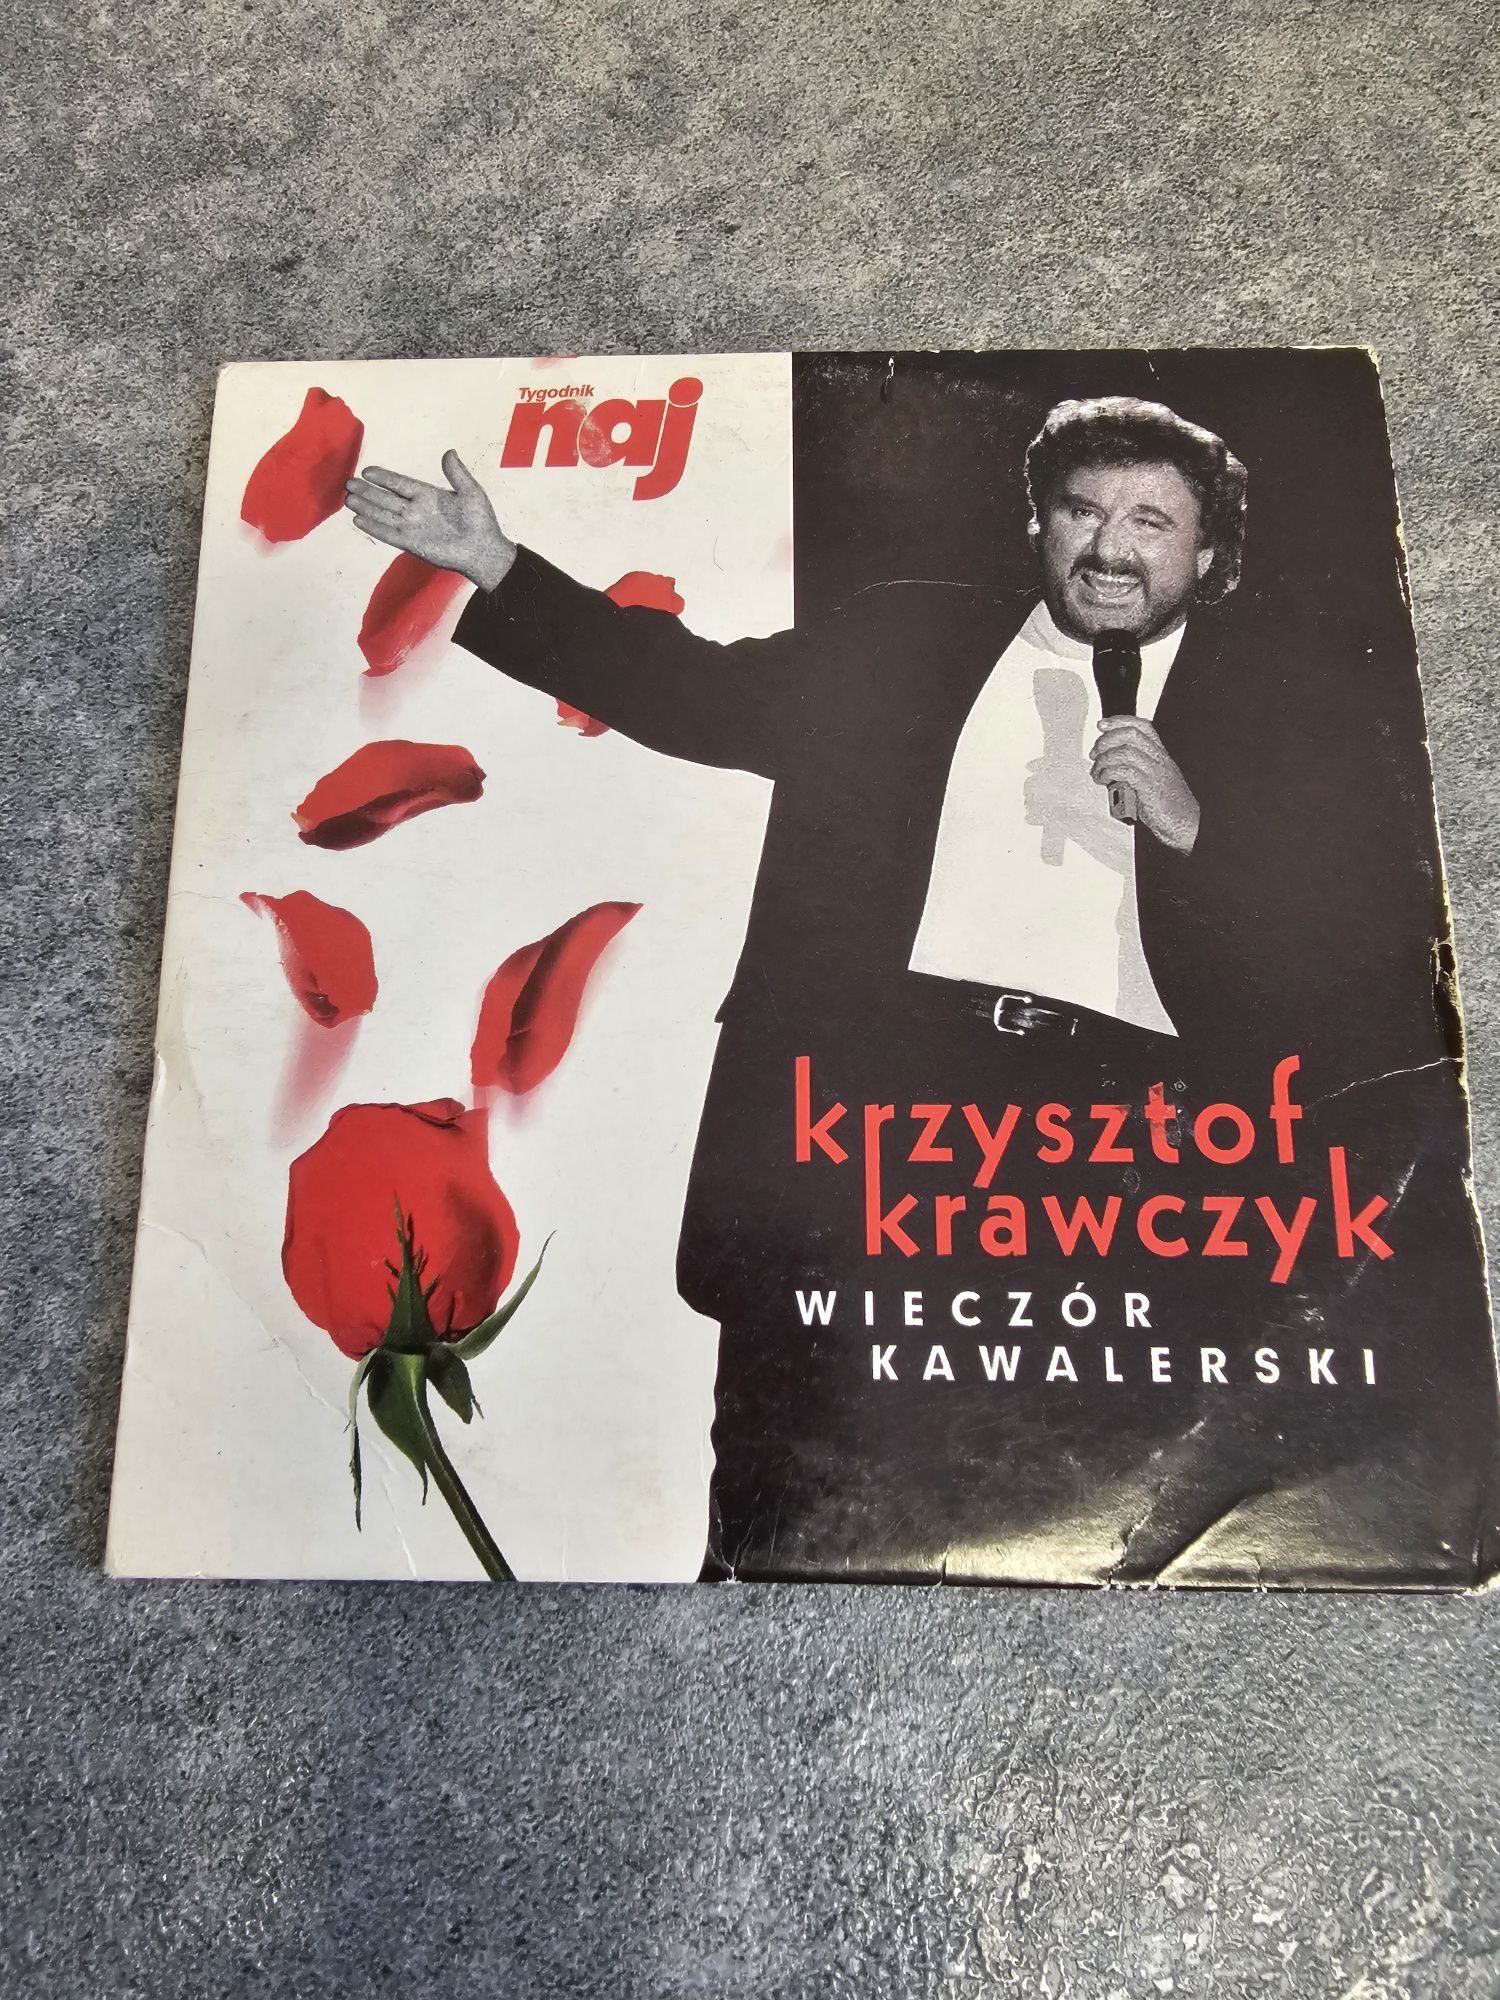 Tygodnik
naj
krzysztof
krawczyk
WIECZÓR
KAWALERSKI